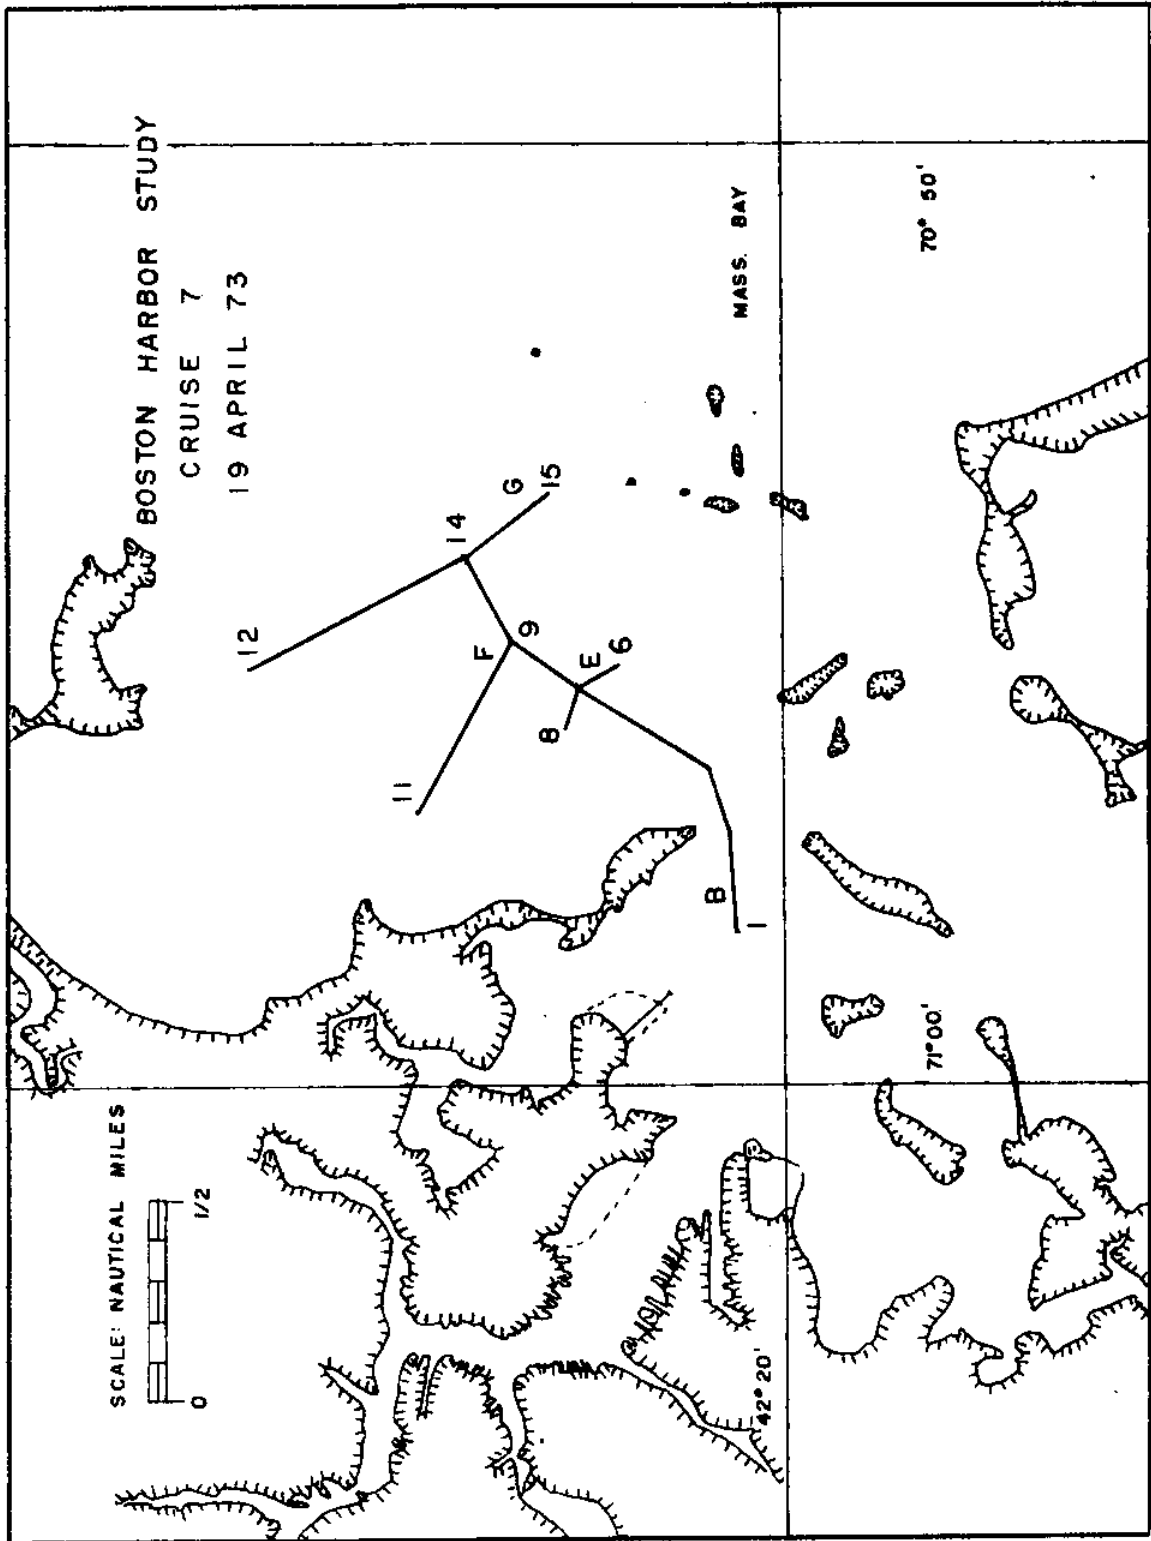 BOSTON HARBOR STUDY
CRUISE 7
19 APRIL 73
SCALE: NAUTICAL MILES
0 1/2
12
14
G
15
11
F
9
8
E
6
B
1
MASS. BAY
42° 20'
71° 00'
70° 50'